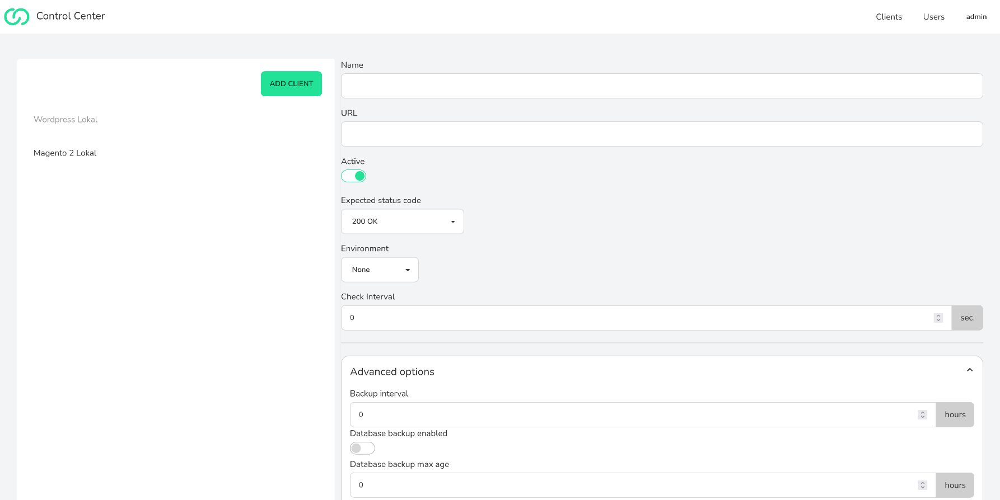 Control Center
Clients
Users
admin
ADD CLIENT
Wordpress Lokal
Magento 2 Lokal
Name
URL
Active
Expected status code
200 OK
Environment
None
Check Interval
0
sec.
Advanced options
Backup interval
0
hours
Database backup enabled
Database backup max age
0
hours